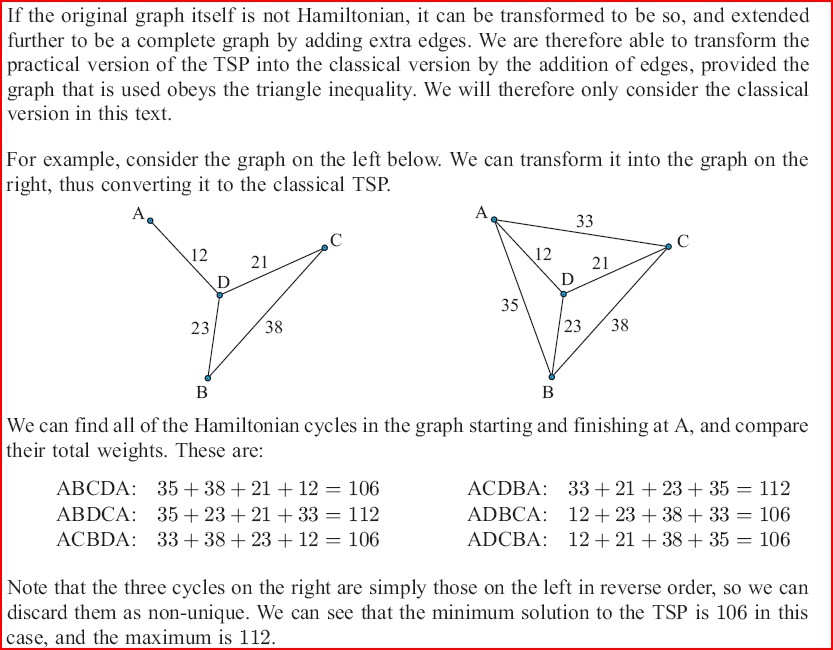 If the original graph itself is not Hamiltonian, it can be transformed to be so, and extended
further to be a complete graph by adding extra edges. We are therefore able to transform the
practical version of the TSP into the classical version by the addition of edges, provided the
graph that is used obeys the triangle inequality. We will therefore only consider the classical
version in this text.
For example, consider the graph on the left below. We can transform it into the graph on the
right, thus converting it to the classical TSP.
A
C
12
21
D
23
38
B
A
33
C
12
21
D
35
23
38
B
We can find all of the Hamiltonian cycles in the graph starting and finishing at A, and compare
their total weights. These are:
ABCDA: 35 + 38 + 21 + 12 = 106
ABDCA: 35 + 23 + 21 + 33 = 112
ACBDA: 33 + 38 + 23 + 12 = 106
ACDBA: 33 + 21 + 23 + 35 = 112
ADBCA: 12 + 23 + 38 + 33 = 106
ADCBA: 12 + 21 + 38 + 35 = 106
Note that the three cycles on the right are simply those on the left in reverse order, so we can
discard them as non-unique. We can see that the minimum solution to the TSP is 106 in this
case, and the maximum is 112.